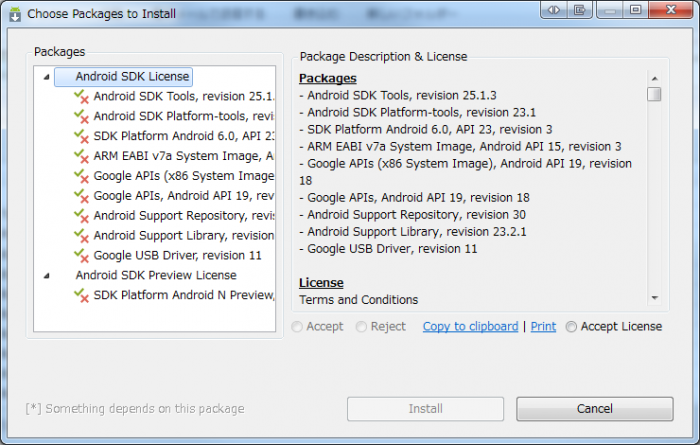 Choose Packages to Install
Packages
Android SDK License
Android SDK Tools, revision 25.1.
Android SDK Platform-tools, revis
SDK Platform Android 6.0, API 23
ARM EABI v7a System Image, A
Google APIs (x86 System Image
Google APIs, Android API 19, rev
Android Support Repository, revi
Android Support Library, revision
Google USB Driver, revision 11
Android SDK Preview License
SDK Platform Android N Preview,
Package Description & License
Packages
- Android SDK Tools, revision 25.1.3
- Android SDK Platform-tools, revision 23.1
- SDK Platform Android 6.0, API 23, revision 3
- ARM EABI v7a System Image, Android API 15, revision 3
- Google APIs (x86 System Image), Android API 19, revision
18
- Google APIs, Android API 19, revision 18
- Android Support Repository, revision 30
- Android Support Library, revision 23.2.1
- Google USB Driver, revision 11
License
Terms and Conditions
Accept Reject Copy to clipboard | Print Accept License
[*] Something depends on this package
Install
Cancel